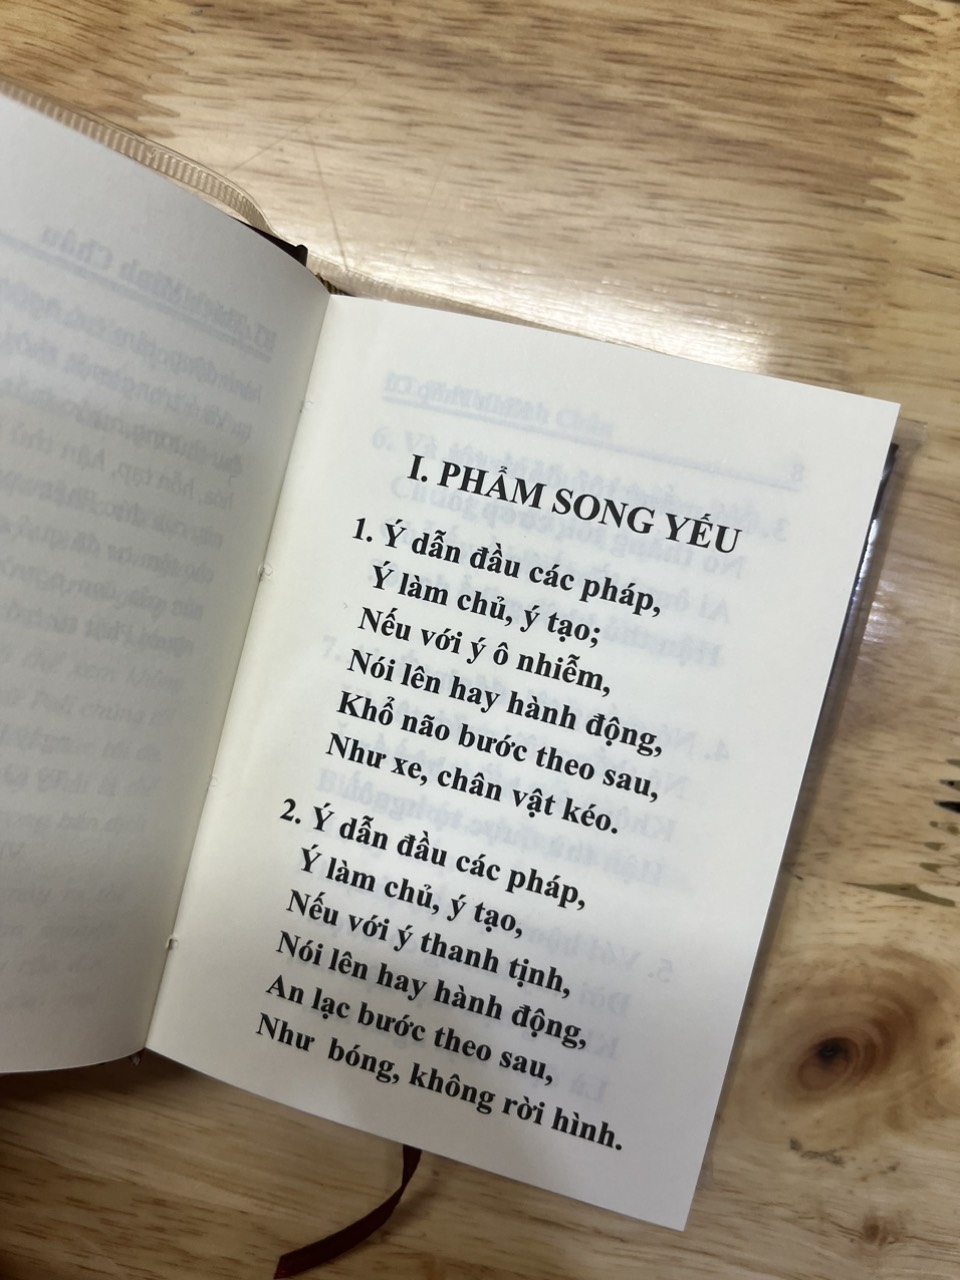 I. PHẨM SONG YẾU
1. Ý dẫn đầu các pháp,
Ý làm chủ, ý tạo;
Nếu với ý ô nhiễm,
Nói lên hay hành động,
Khổ não bước theo sau,
Như xe, chân vật kéo.
2. Ý dẫn đầu các pháp,
Ý làm chủ, ý tạo,
Nếu với ý thanh tịnh,
Nói lên hay hành động,
An lạc bước theo sau,
Như bóng, không rời hình.